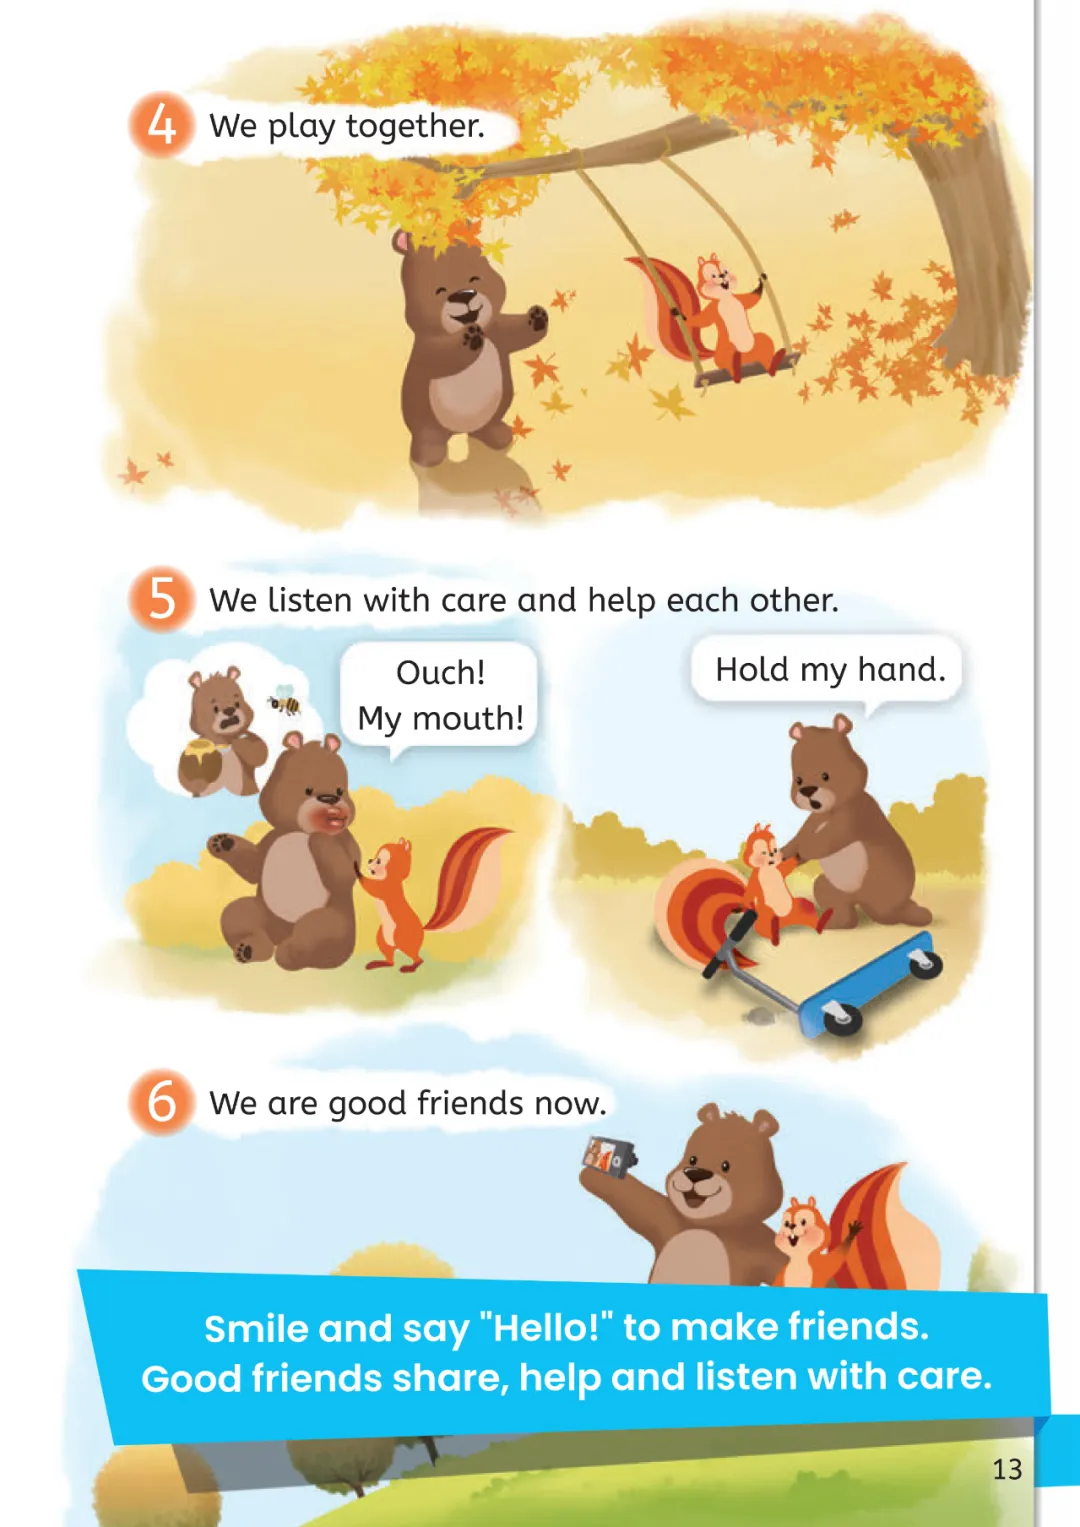 4 We play together.
5 We listen with care and help each other.
Ouch!
My mouth!
Hold my hand.
6 We are good friends now.
Smile and say "Hello!" to make friends.
Good friends share, help and listen with care.
13